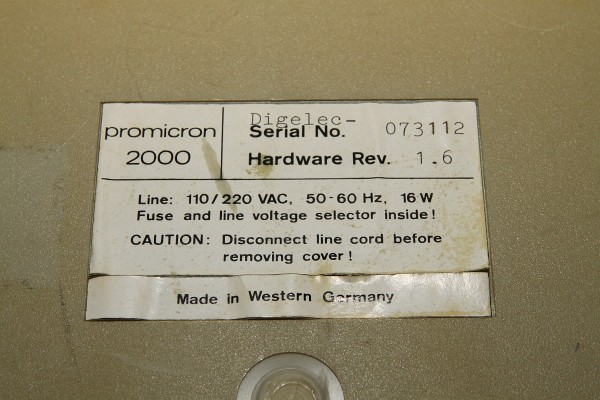 promicron
2000
Digelec-
Serial No. 073112
Hardware Rev. 1.6
Line: 110/220 VAC, 50-60 Hz, 16 W
Fuse and line voltage selector inside!
CAUTION: Disconnect line cord before
removing cover!
Made in Western Germany